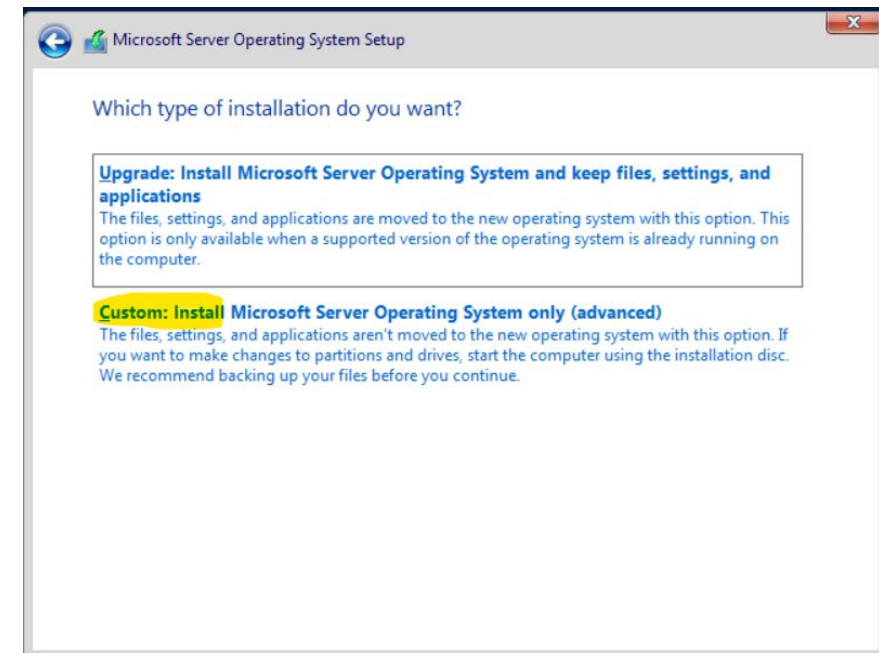 Microsoft Server Operating System Setup
Which type of installation do you want?
Upgrade: Install Microsoft Server Operating System and keep files, settings, and
applications
The files, settings, and applications are moved to the new operating system with this option. This
option is only available when a supported version of the operating system is already running on
the computer.
Custom: Install Microsoft Server Operating System only (advanced)
The files, settings, and applications aren't moved to the new operating system with this option. If
you want to make changes to partitions and drives, start the computer using the installation disc.
We recommend backing up your files before you continue.